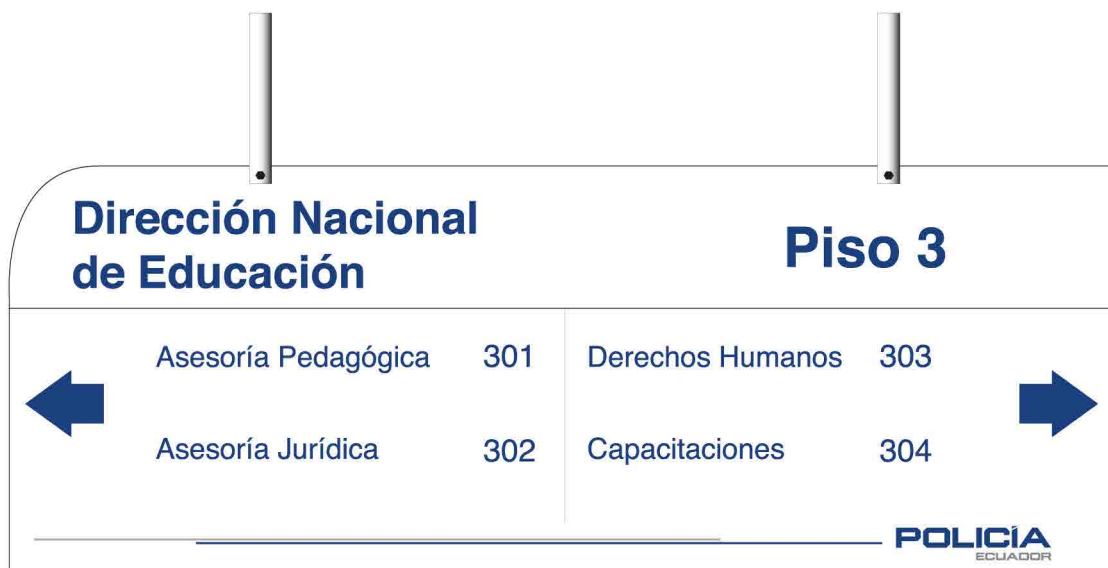 Dirección Nacional
de Educación
Piso 3
Asesoría Pedagógica 301
Asesoría Jurídica 302
Derechos Humanos 303
Capacitaciones 304
POLICÍA
ECUADOR